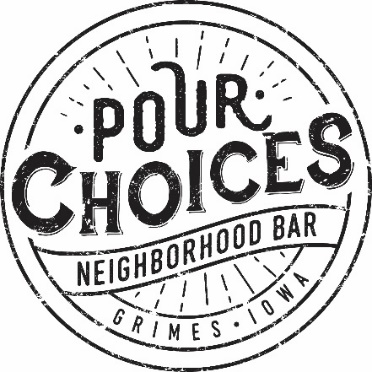 ·POUR·
CHOICES
NEIGHBORHOOD BAR
GRIMES·IOWA